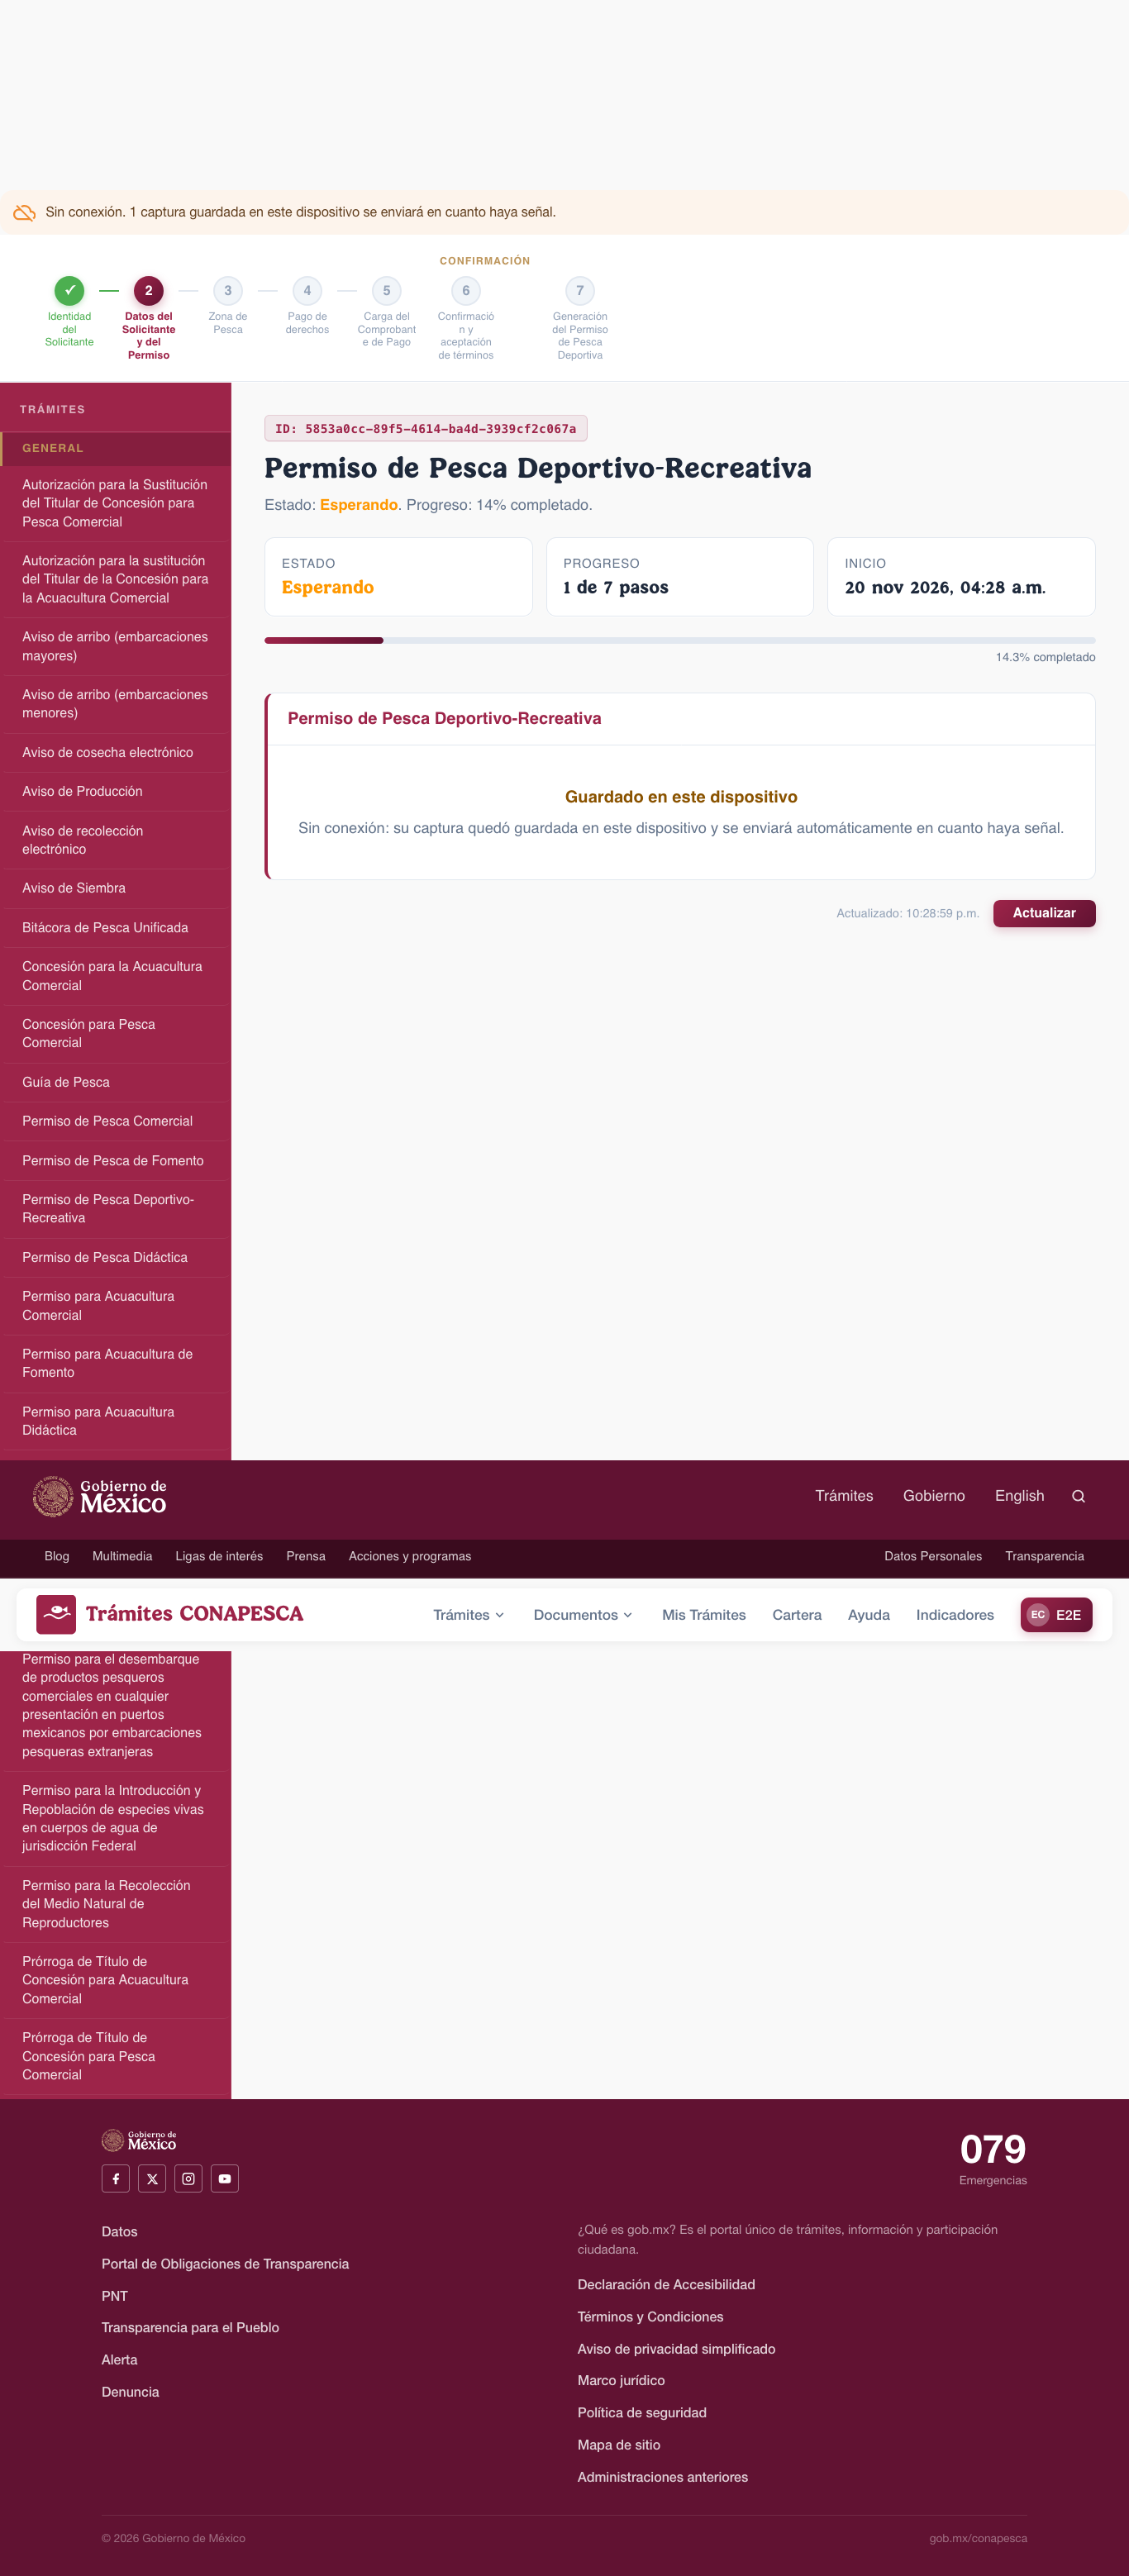 Sin conexión. 1 captura guardada en este dispositivo se enviará en cuanto haya señal.
CONFIRMACIÓN
✓
2
3
4
5
6
7
Identidad
del
Solicitante
Datos del
Solicitante
y del
Permiso
Zona de
Pesca
Pago de
derechos
Carga del
Comprobant
e de Pago
Confirmació
n y
aceptación
de términos
Generación
del Permiso
de Pesca
Deportiva
TRÁMITES
GENERAL
Autorización para la Sustitución
del Titular de Concesión para
Pesca Comercial
Autorización para la sustitución
del Titular de la Concesión para
la Acuacultura Comercial
Aviso de arribo (embarcaciones
mayores)
Aviso de arribo (embarcaciones
menores)
Aviso de cosecha electrónico
Aviso de Producción
Aviso de recolección
electrónico
Aviso de Siembra
Bitácora de Pesca Unificada
Concesión para la Acuacultura
Comercial
Concesión para Pesca
Comercial
Guía de Pesca
Permiso de Pesca Comercial
Permiso de Pesca de Fomento
Permiso de Pesca Deportivo-
Recreativa
Permiso de Pesca Didáctica
Permiso para Acuacultura
Comercial
Permiso para Acuacultura de
Fomento
Permiso para Acuacultura
Didáctica
ID: 5853a0cc-89f5-4614-ba4d-3939cf2c067a
Permiso de Pesca Deportivo-Recreativa
Estado: Esperando. Progreso: 14% completado.
ESTADO
Esperando
PROGRESO
1 de 7 pasos
INICIO
20 nov 2026, 04:28 a.m.
14.3% completado
Permiso de Pesca Deportivo-Recreativa
Guardado en este dispositivo
Sin conexión: su captura quedó guardada en este dispositivo y se enviará automáticamente en cuanto haya señal.
Actualizado: 10:28:59 p.m.
Actualizar
Gobierno de
México
Trámites
Gobierno
English
Blog
Multimedia
Ligas de interés
Prensa
Acciones y programas
Datos Personales
Transparencia
Trámites CONAPESCA
Trámites
Documentos
Mis Trámites
Cartera
Ayuda
Indicadores
EC
E2E
Permiso para el desembarque
de productos pesqueros
comerciales en cualquier
presentación en puertos
mexicanos por embarcaciones
pesqueras extranjeras
Permiso para la Introducción y
Repoblación de especies vivas
en cuerpos de agua de
jurisdicción Federal
Permiso para la Recolección
del Medio Natural de
Reproductores
Prórroga de Título de
Concesión para Acuacultura
Comercial
Prórroga de Título de
Concesión para Pesca
Comercial
Gobierno de
México
079
Emergencias
Datos
Portal de Obligaciones de Transparencia
PNT
Transparencia para el Pueblo
Alerta
Denuncia
¿Qué es gob.mx? Es el portal único de trámites, información y participación
ciudadana.
Declaración de Accesibilidad
Términos y Condiciones
Aviso de privacidad simplificado
Marco jurídico
Política de seguridad
Mapa de sitio
Administraciones anteriores
© 2026 Gobierno de México
gob.mx/conapesca